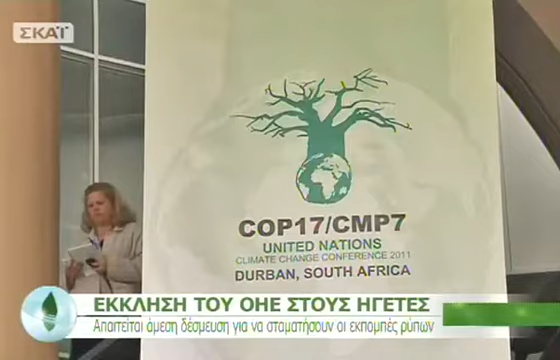 ΣΚΑΪ
COP17/CMP7
UNITED NATIONS
CLIMATE CHANGE CONFERENCE 2011
DURBAN, SOUTH AFRICA
ΕΚΚΛΗΣΗ ΤΟΥ ΟΗΕ ΣΤΟΥΣ ΗΓΕΤΕΣ
Απαιτείται άμεση δέσμευση για να σταματήσουν οι εκπομπές ρύπων